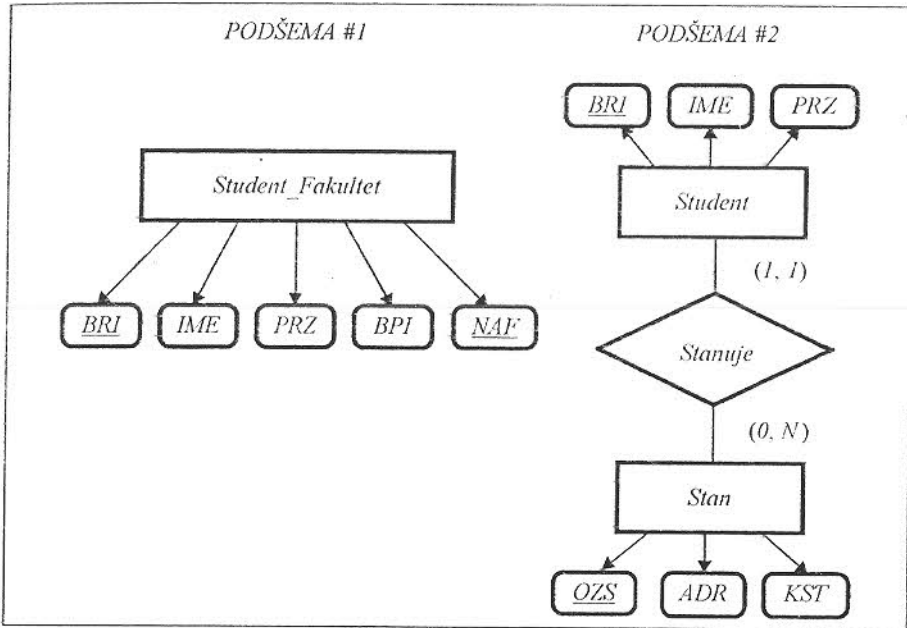 PODŠEMA #1
Student_Fakultet
BRI IME PRZ BPI NAF
PODŠEMA #2
BRI IME PRZ
Student
(1, 1)
Stanuje
(0, N)
Stan
OZS ADR KST